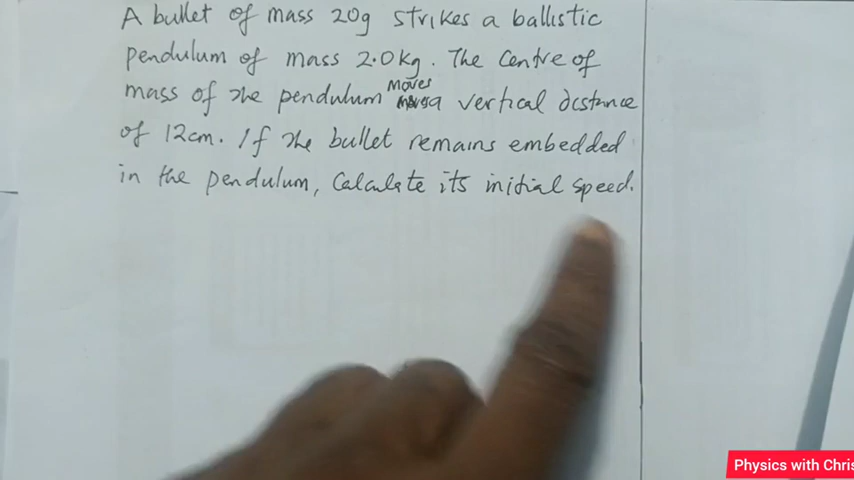 A bullet of mass 20g strikes a ballistic
pendulum of mass 2.0kg. The Centre of
mass of the pendulum moves a vertical distance
of 12cm. If the bullet remains embedded
in the pendulum, Calculate its initial speed.
Physics with Chris